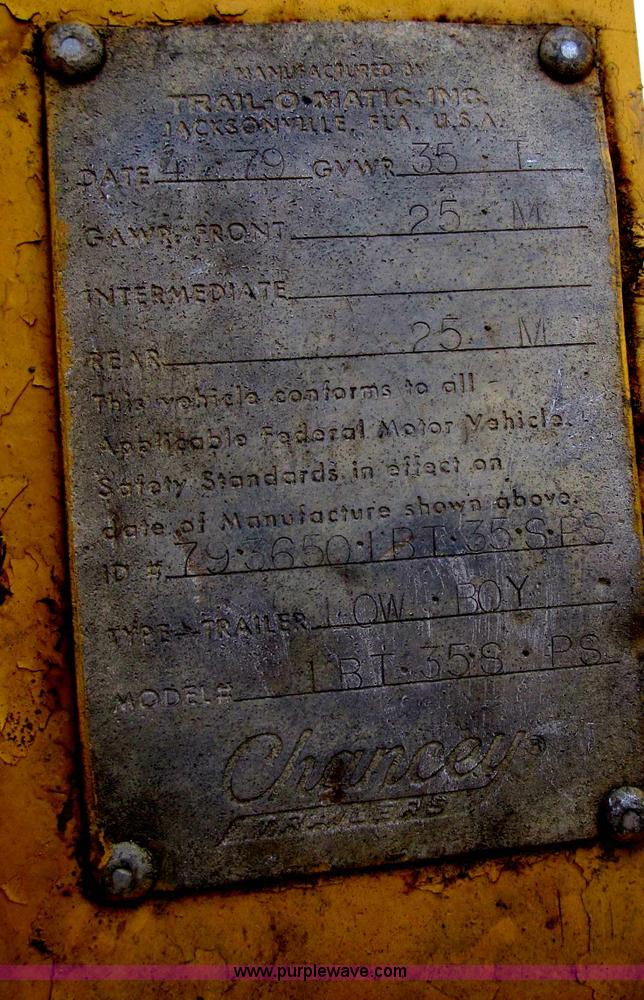 MANUFACTURED BY
TRAIL-O-MATIC, INC.
JACKSONVILLE, FLA. U.S.A.
DATE 4 79 GVWR 35 T
GAWR: FRONT 25 M
INTERMEDIATE
REAR 25 M
This vehicle conforms to all
Applicable Federal Motor Vehicle
Safety Standards in effect on
date of Manufacture shown above.
ID # 79·3650·LBT·35·S·PS
TYPE-TRAILER LOW·BOY
MODEL# LBT·35S·PS
Chancey®
TRAILERS
www.purplewave.com